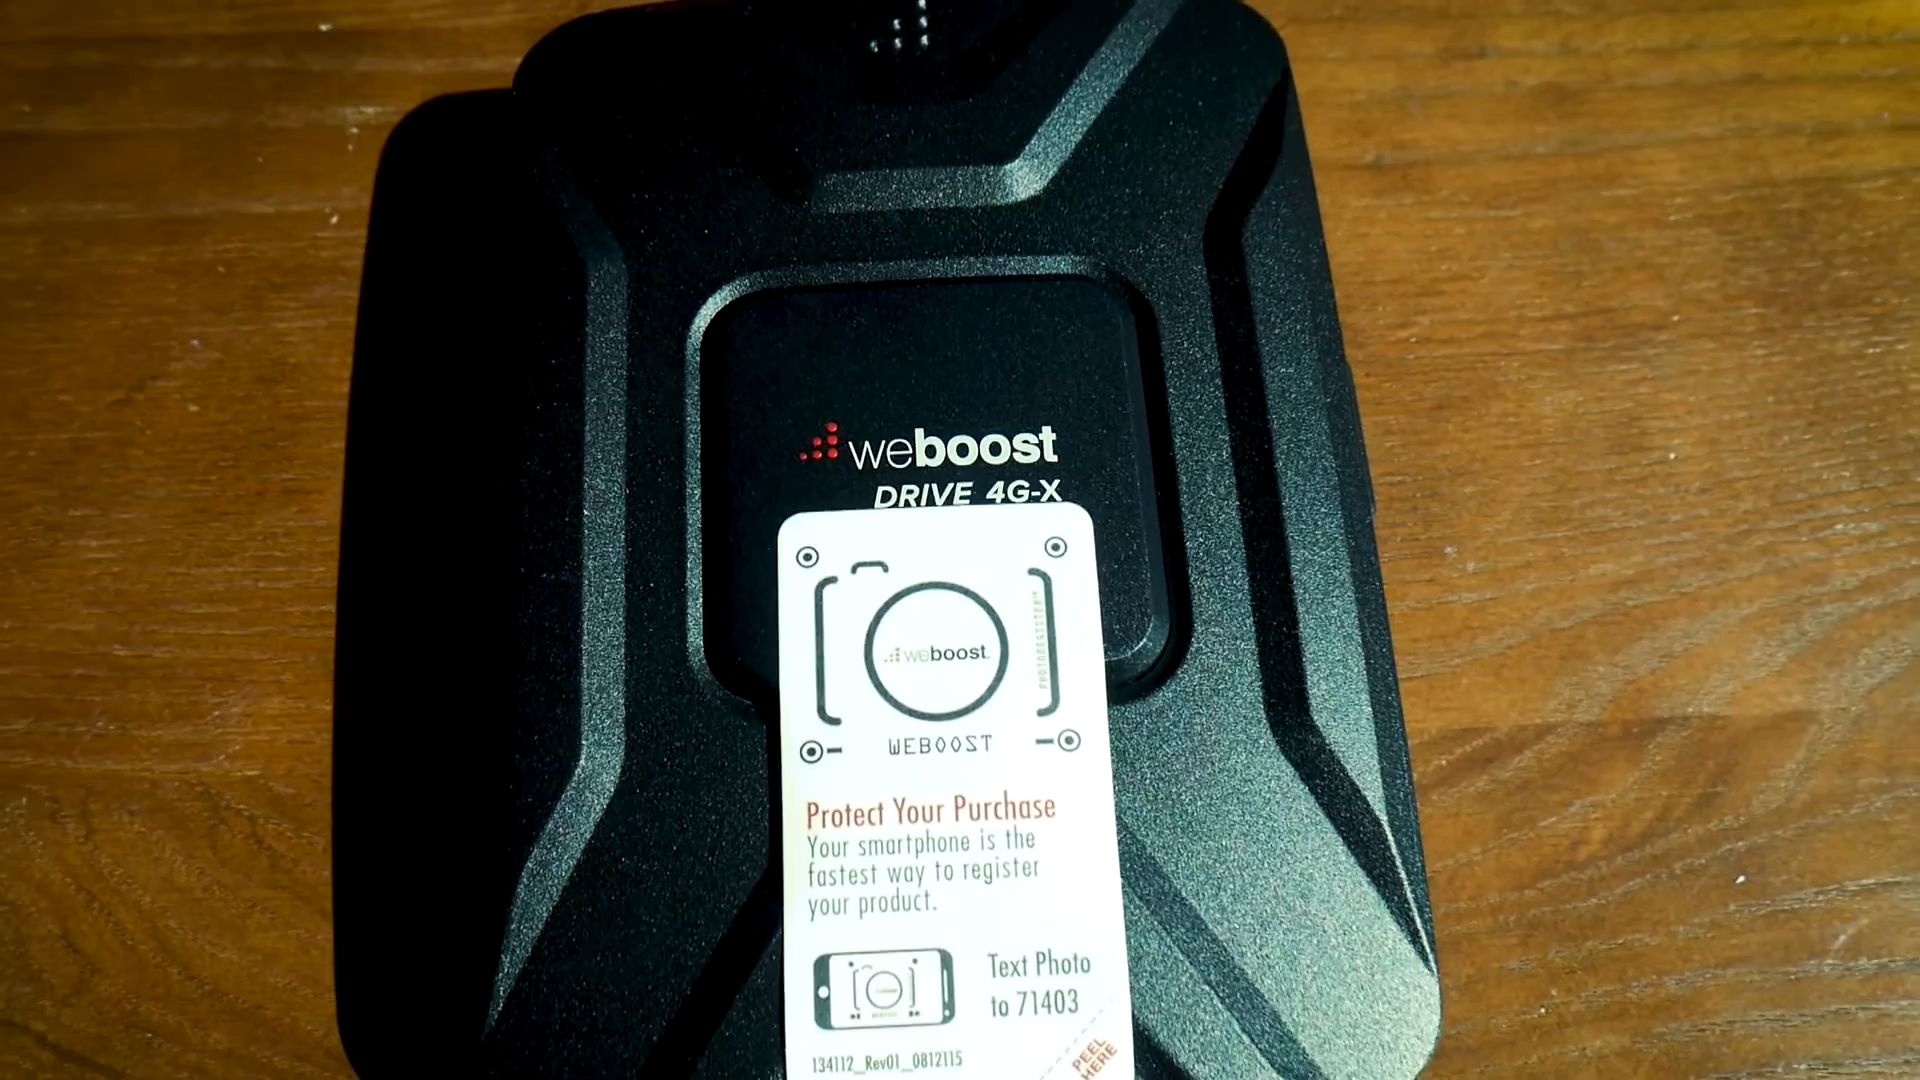 weboost
DRIVE 4G-X
weboost
PHOTOREGISTER
WEBOOST
Protect Your Purchase
Your smartphone is the
fastest way to register
your product.
Text Photo
to 71403
134112_Rev01_0812115
PEEL
HERE